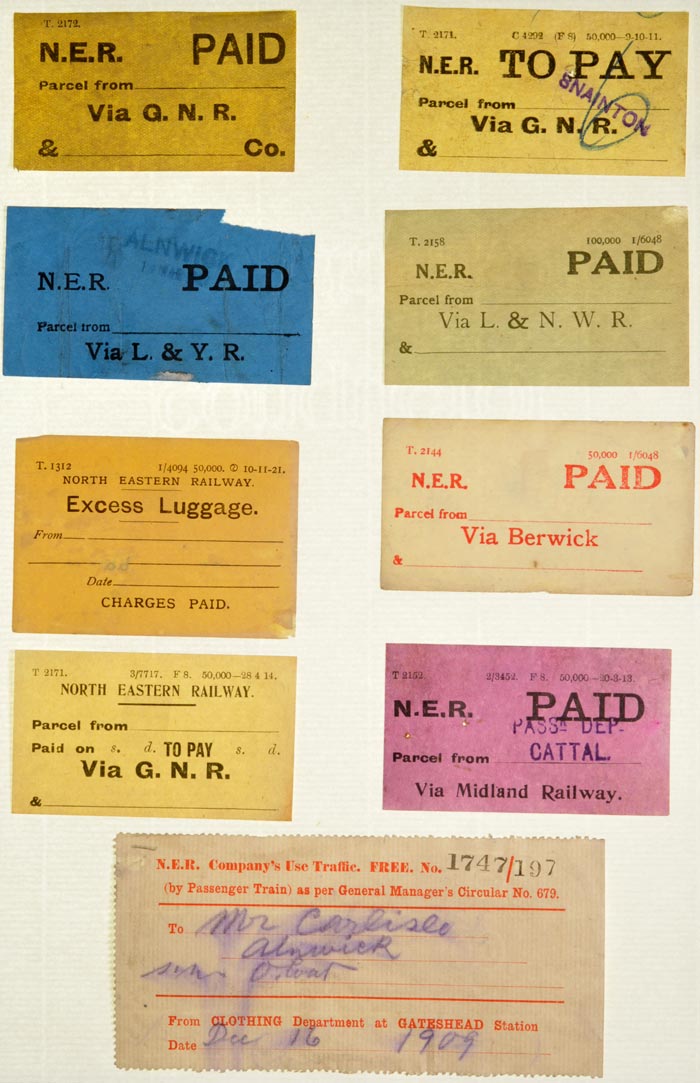 T. 2172.
N.E.R. PAID
Parcel from
Via G. N. R.
& Co.
T. 2171. C 4292 (F 8) 50,000—9-10-11.
N.E.R. TO PAY
Parcel from
SNAINTON
Via G. N. R.
&
ALNWICK
N.E.R. PAID
Parcel from
Via L. & Y. R.
T. 2158 100,000 1/6048
N.E.R. PAID
Parcel from
Via L. & N. W. R.
&
T. 1312 1/4094 50,000. ② 10-11-21.
NORTH EASTERN RAILWAY.
Excess Luggage.
From
Date
CHARGES PAID.
T. 2144 50,000 1/6048
N.E.R. PAID
Parcel from
Via Berwick
&
T 2171. 3/7717. F 8. 50,000—28 4 14.
NORTH EASTERN RAILWAY.
Parcel from
Paid on s. d. TO PAY s. d.
Via G. N. R.
&
T 2152. 2/3452. F 8. 50,000—20-3-13.
N.E.R. PAID
PASSR DEP.
Parcel from CATTAL.
Via Midland Railway.
N.E.R. Company's Use Traffic. FREE. No. 1747/197
(by Passenger Train) as per General Manager's Circular No. 679.
To Mr Carlisle
Alnwick
From CLOTHING Department at GATESHEAD Station
Date Dec 16 1909